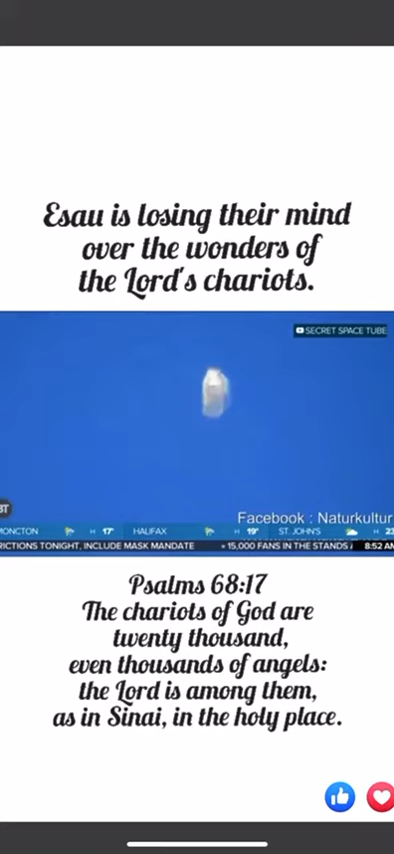 Esau is losing their mind
over the wonders of
the Lord's chariots.
SECRET SPACE TUBE
Facebook : Naturkultur
MONCTON H 17° HALIFAX H 19° ST. JOHN'S H 23
RICTIONS TONIGHT, INCLUDE MASK MANDATE • 15,000 FANS IN THE STANDS 8:52 AM
Psalms 68:17
The chariots of God are
twenty thousand,
even thousands of angels:
the Lord is among them,
as in Sinai, in the holy place.